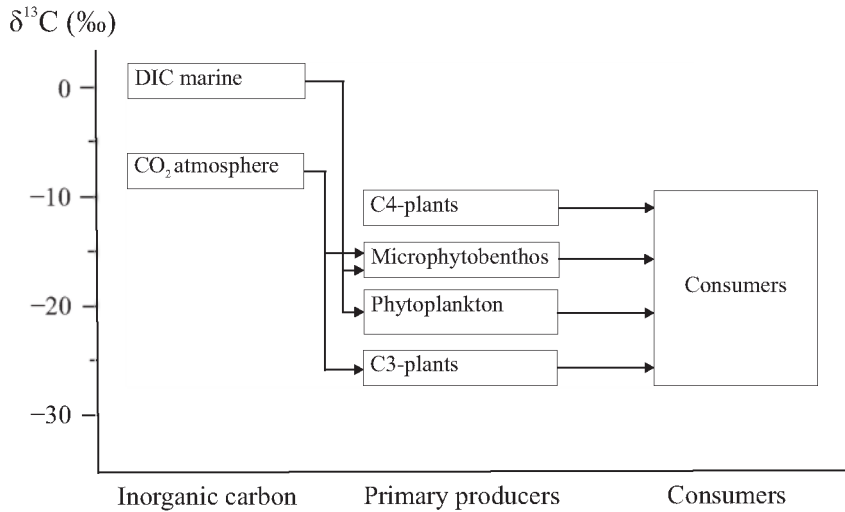 δ¹³C (‰)
0
−10
−20
−30
DIC marine
CO₂ atmosphere
C4-plants
Microphytobenthos
Phytoplankton
C3-plants
Consumers
Inorganic carbon
Primary producers
Consumers